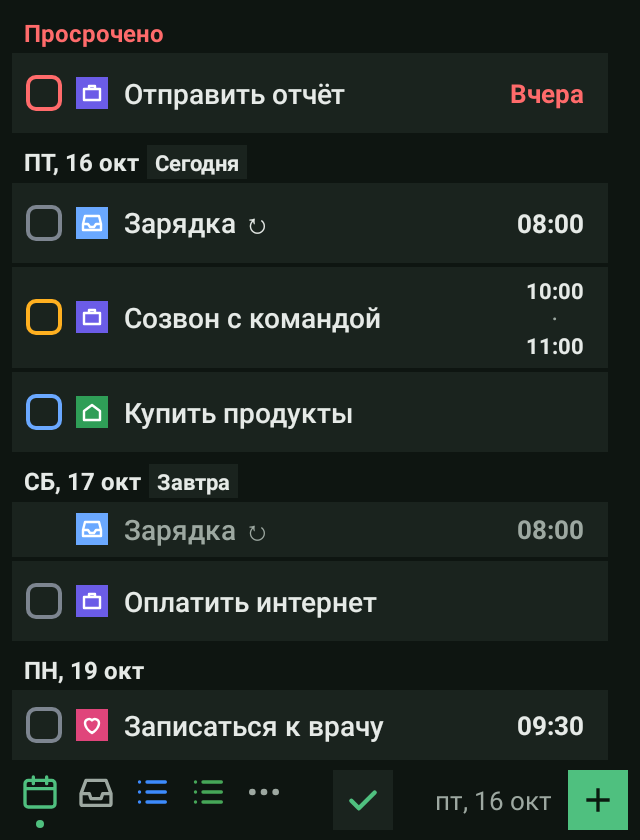 Просрочено
Отправить отчёт Вчера
ПТ, 16 окт Сегодня
Зарядка 08:00
10:00
Созвон с командой
11:00
Купить продукты
СБ, 17 окт Завтра
Зарядка 08:00
Оплатить интернет
ПН, 19 окт
Записаться к врачу 09:30
пт, 16 окт